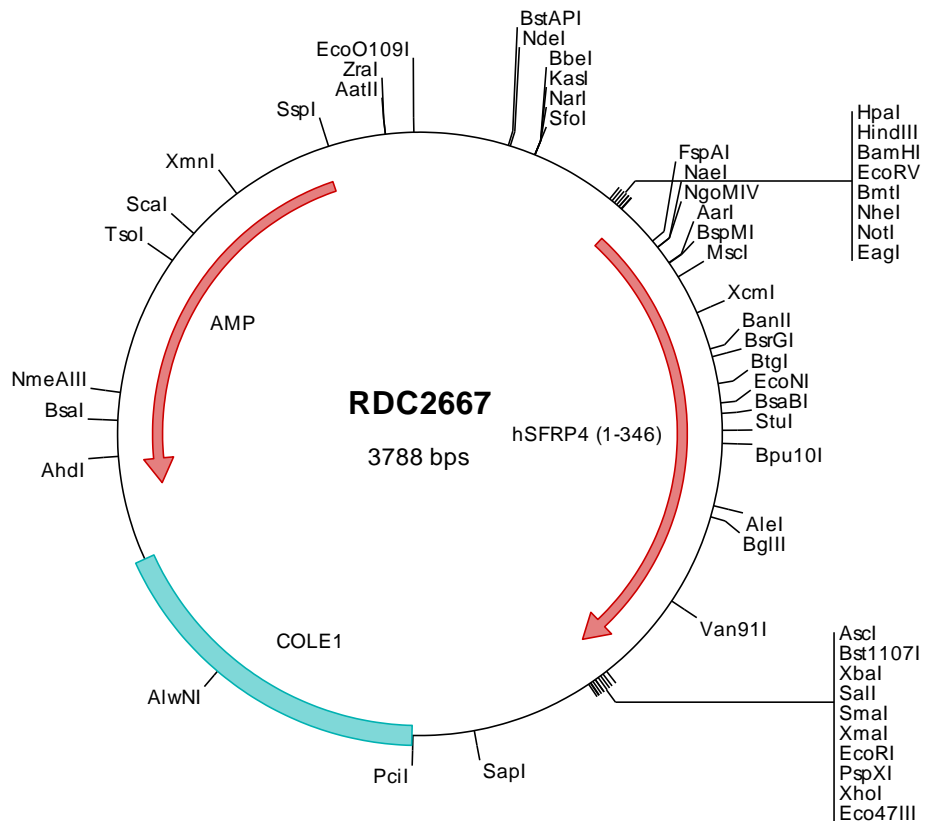 EcoO109I
ZraI
AatII
SspI
XmnI
ScaI
TsoI
NmeAIII
BsaI
AhdI
AlwNI
PciI
SapI
BstAPI
NdeI
BbeI
KasI
NarI
SfoI
HpaI
HindIII
BamHI
EcoRV
BmtI
NheI
NotI
EagI
FspAI
NaeI
NgoMIV
AarI
BspMI
MscI
XcmI
BanII
BsrGI
BtgI
EcoNI
BsaBI
StuI
Bpu10I
AleI
BglII
Van91I
AscI
Bst1107I
XbaI
SalI
SmaI
XmaI
EcoRI
PspXI
XhoI
Eco47III
AMP
RDC2667
3788 bps
hSFRP4 (1-346)
COLE1